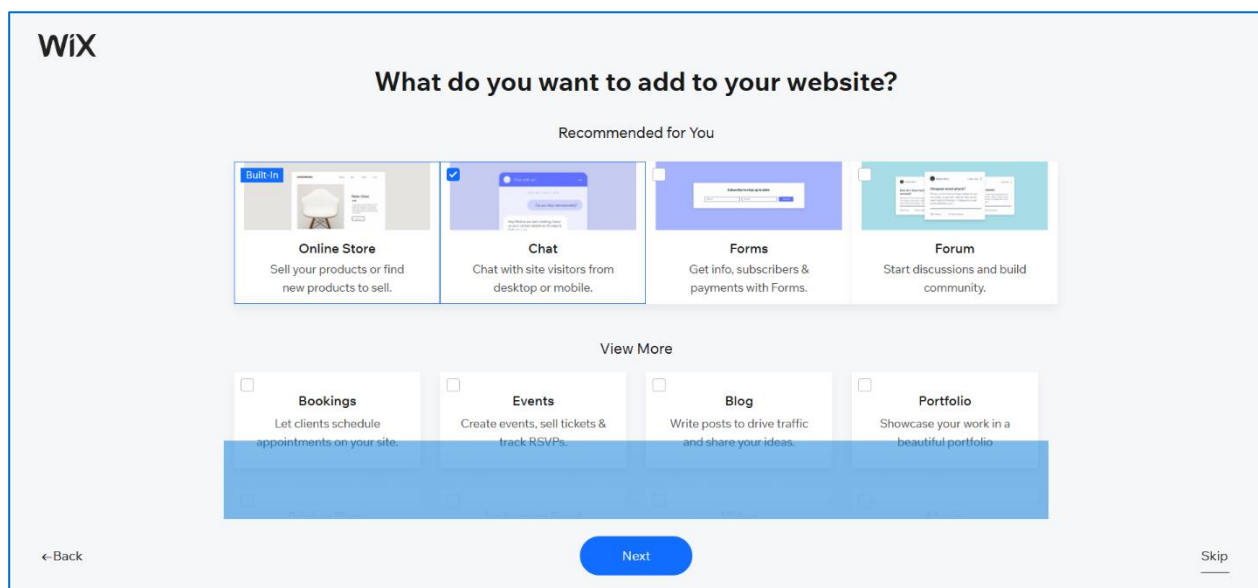 WiX
What do you want to add to your website?
Recommended for You
Built-In
Online Store
Sell your products or find
new products to sell.
Chat
Chat with site visitors from
desktop or mobile.
Forms
Get info, subscribers &
payments with Forms.
Forum
Start discussions and build
community.
View More
Bookings
Let clients schedule
appointments on your site.
Events
Create events, sell tickets &
track RSVPs.
Blog
Write posts to drive traffic
and share your ideas.
Portfolio
Showcase your work in a
beautiful portfolio
←Back
Next
Skip